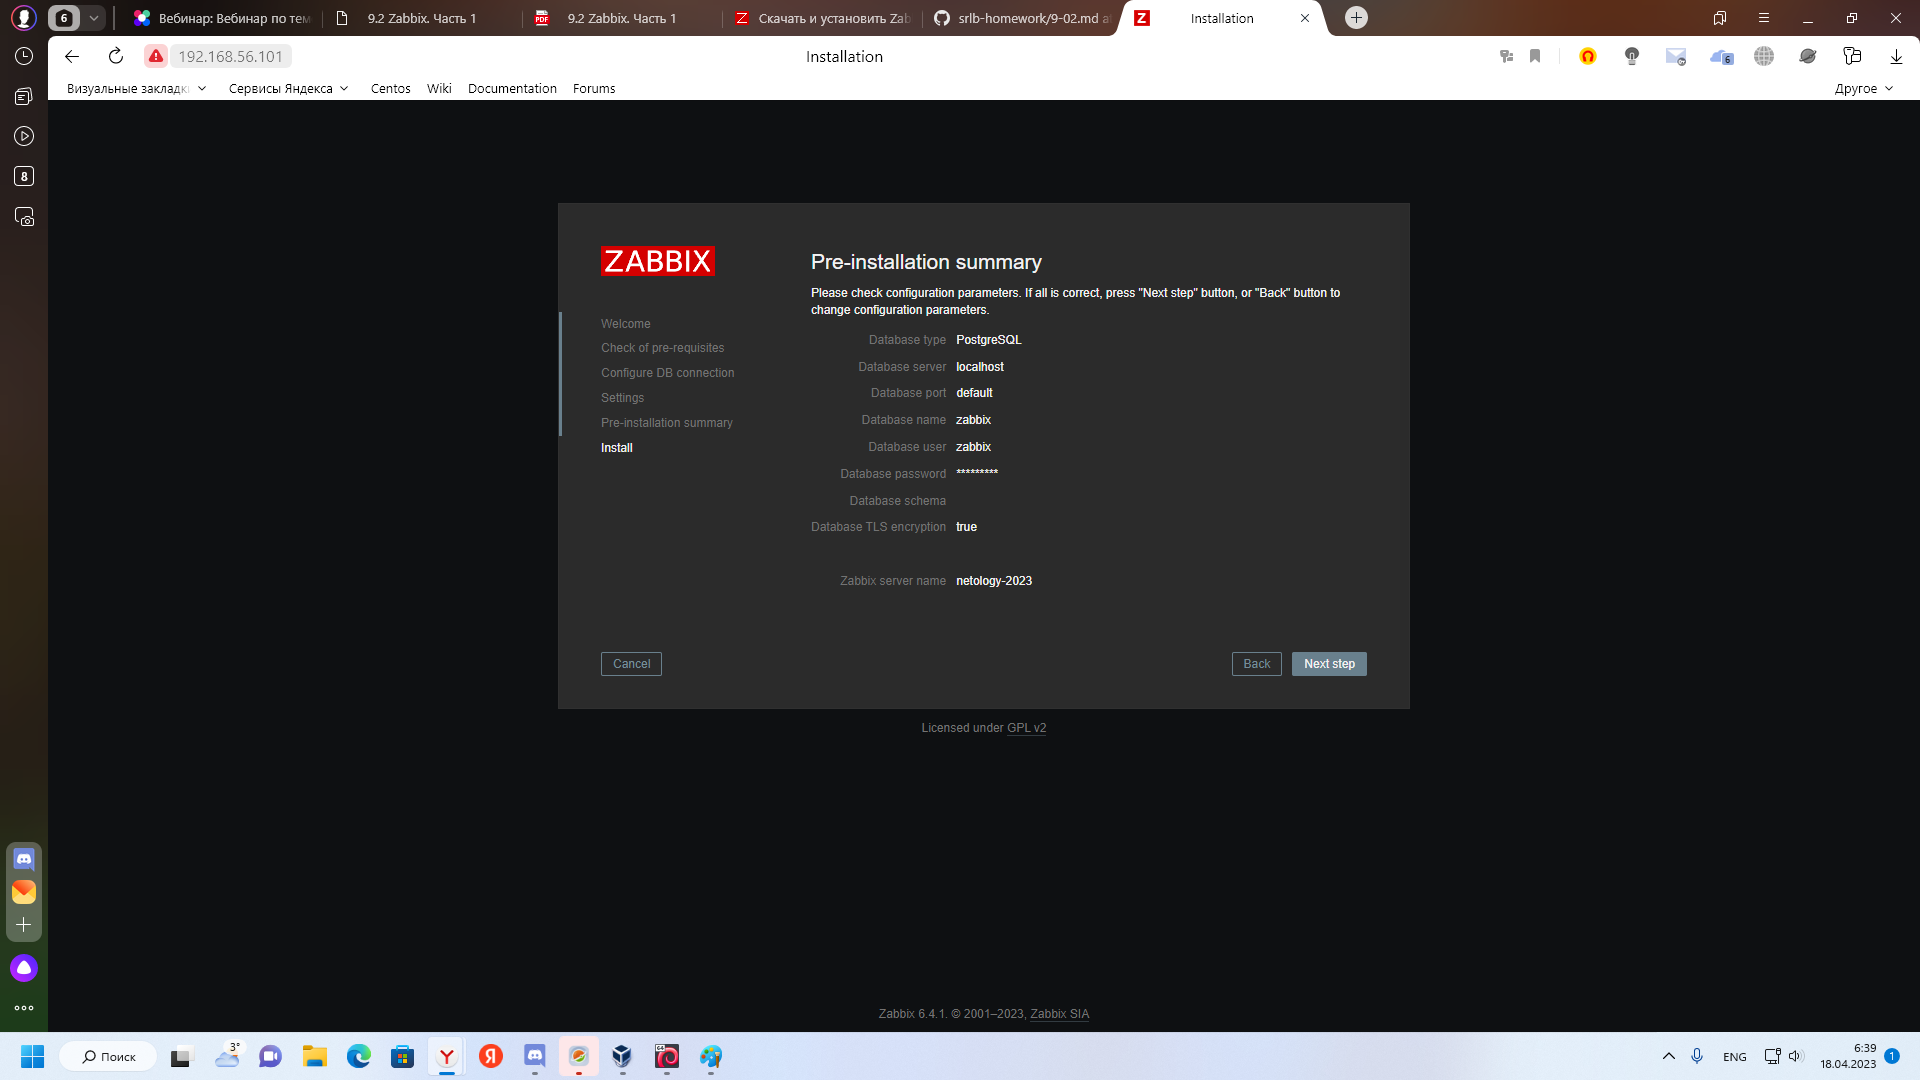 6
Вебинар: Вебинар по тем
9.2 Zabbix. Часть 1
9.2 Zabbix. Часть 1
Скачать и установить Zab
srlb-homework/9-02.md a
Installation
192.168.56.101
Installation
6
Визуальные закладк
Сервисы Яндекса
Centos
Wiki
Documentation
Forums
Другое
8
ZABBIX
Welcome
Check of pre-requisites
Configure DB connection
Settings
Pre-installation summary
Install
Pre-installation summary
Please check configuration parameters. If all is correct, press "Next step" button, or "Back" button to
change configuration parameters.
Database type PostgreSQL
Database server localhost
Database port default
Database name zabbix
Database user zabbix
Database password *********
Database schema
Database TLS encryption true
Zabbix server name netology-2023
Cancel
Back
Next step
Licensed under GPL v2
Zabbix 6.4.1. © 2001–2023, Zabbix SIA
Поиск
3°
ENG
6:39
18.04.2023
1